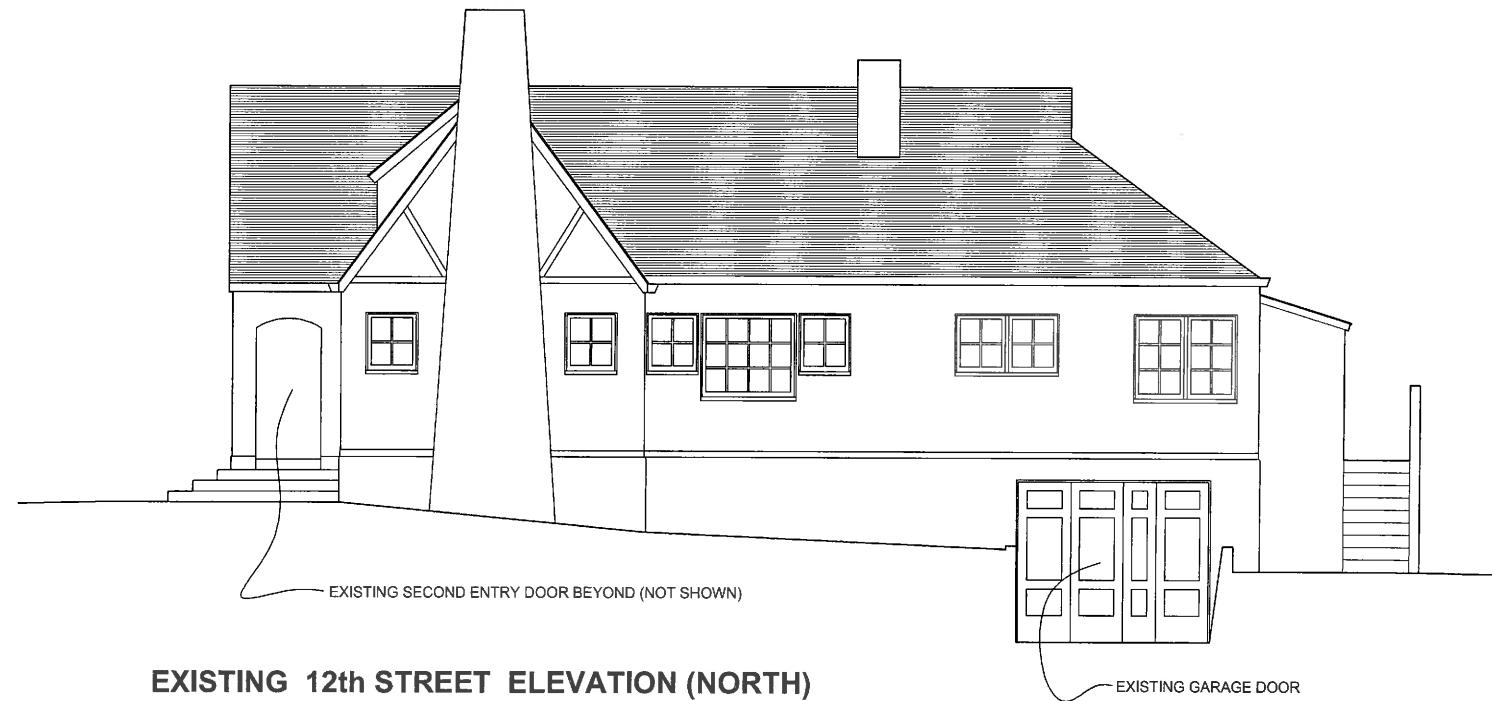 EXISTING SECOND ENTRY DOOR BEYOND (NOT SHOWN)
EXISTING 12th STREET ELEVATION (NORTH)
EXISTING GARAGE DOOR